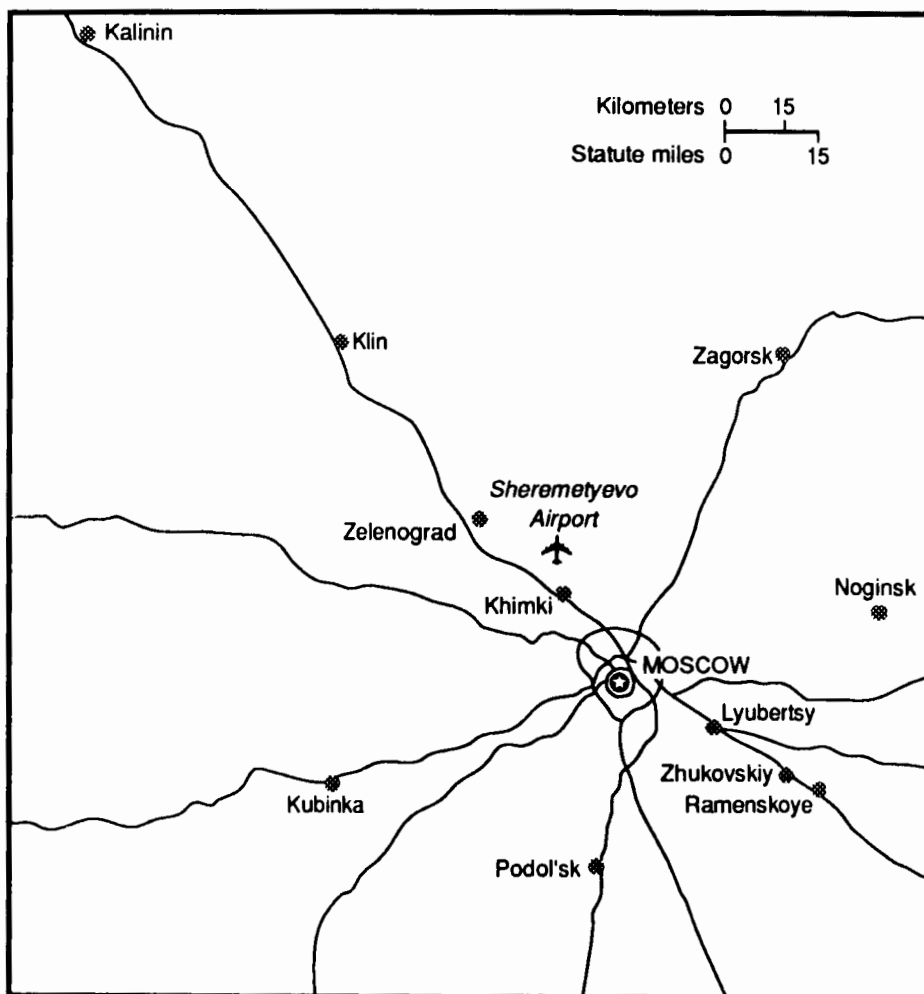 Kalinin
Kilometers 0 15
Statute miles 0 15
Klin
Zagorsk
Sheremetyevo
Airport
Zelenograd
Noginsk
Khimki
MOSCOW
Lyubertsy
Zhukovskiy
Kubinka
Ramenskoye
Podol'sk